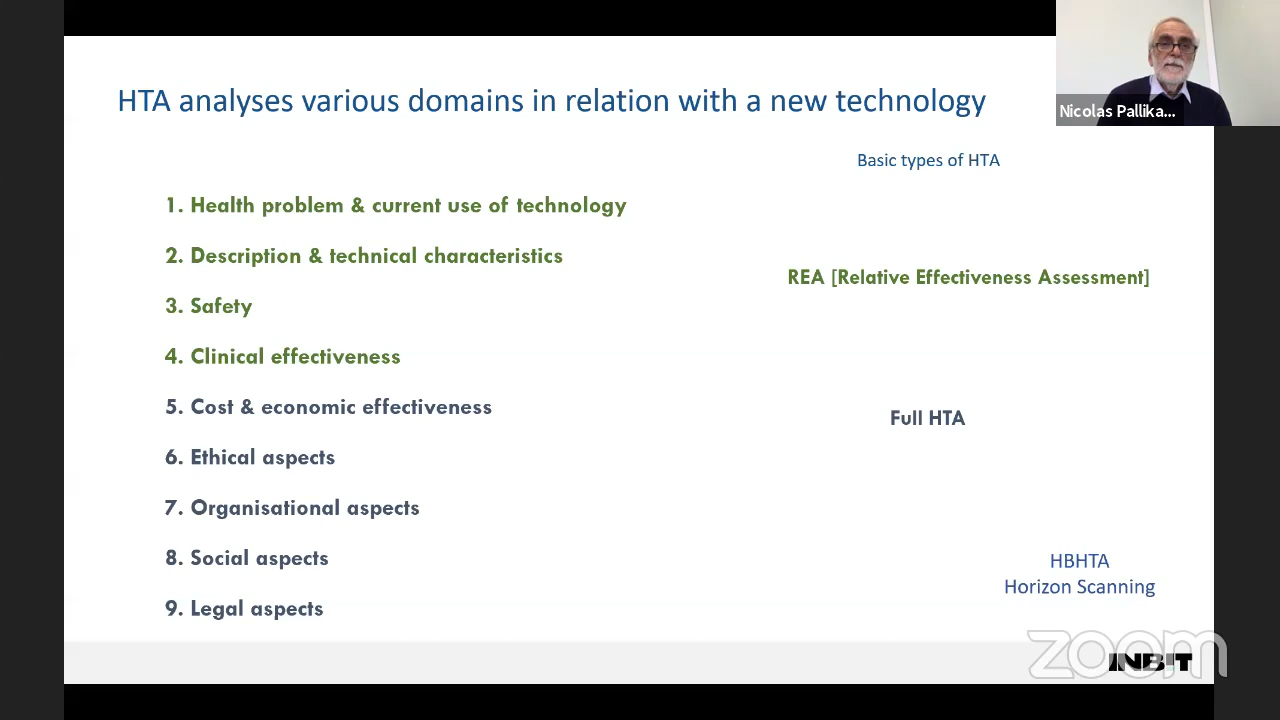 HTA analyses various domains in relation with a new technology
Nicolas Pallika...
Basic types of HTA
1. Health problem & current use of technology
2. Description & technical characteristics
REA [Relative Effectiveness Assessment]
3. Safety
4. Clinical effectiveness
5. Cost & economic effectiveness
Full HTA
6. Ethical aspects
7. Organisational aspects
8. Social aspects
HBHTA
Horizon Scanning
9. Legal aspects
zoom
INB!T